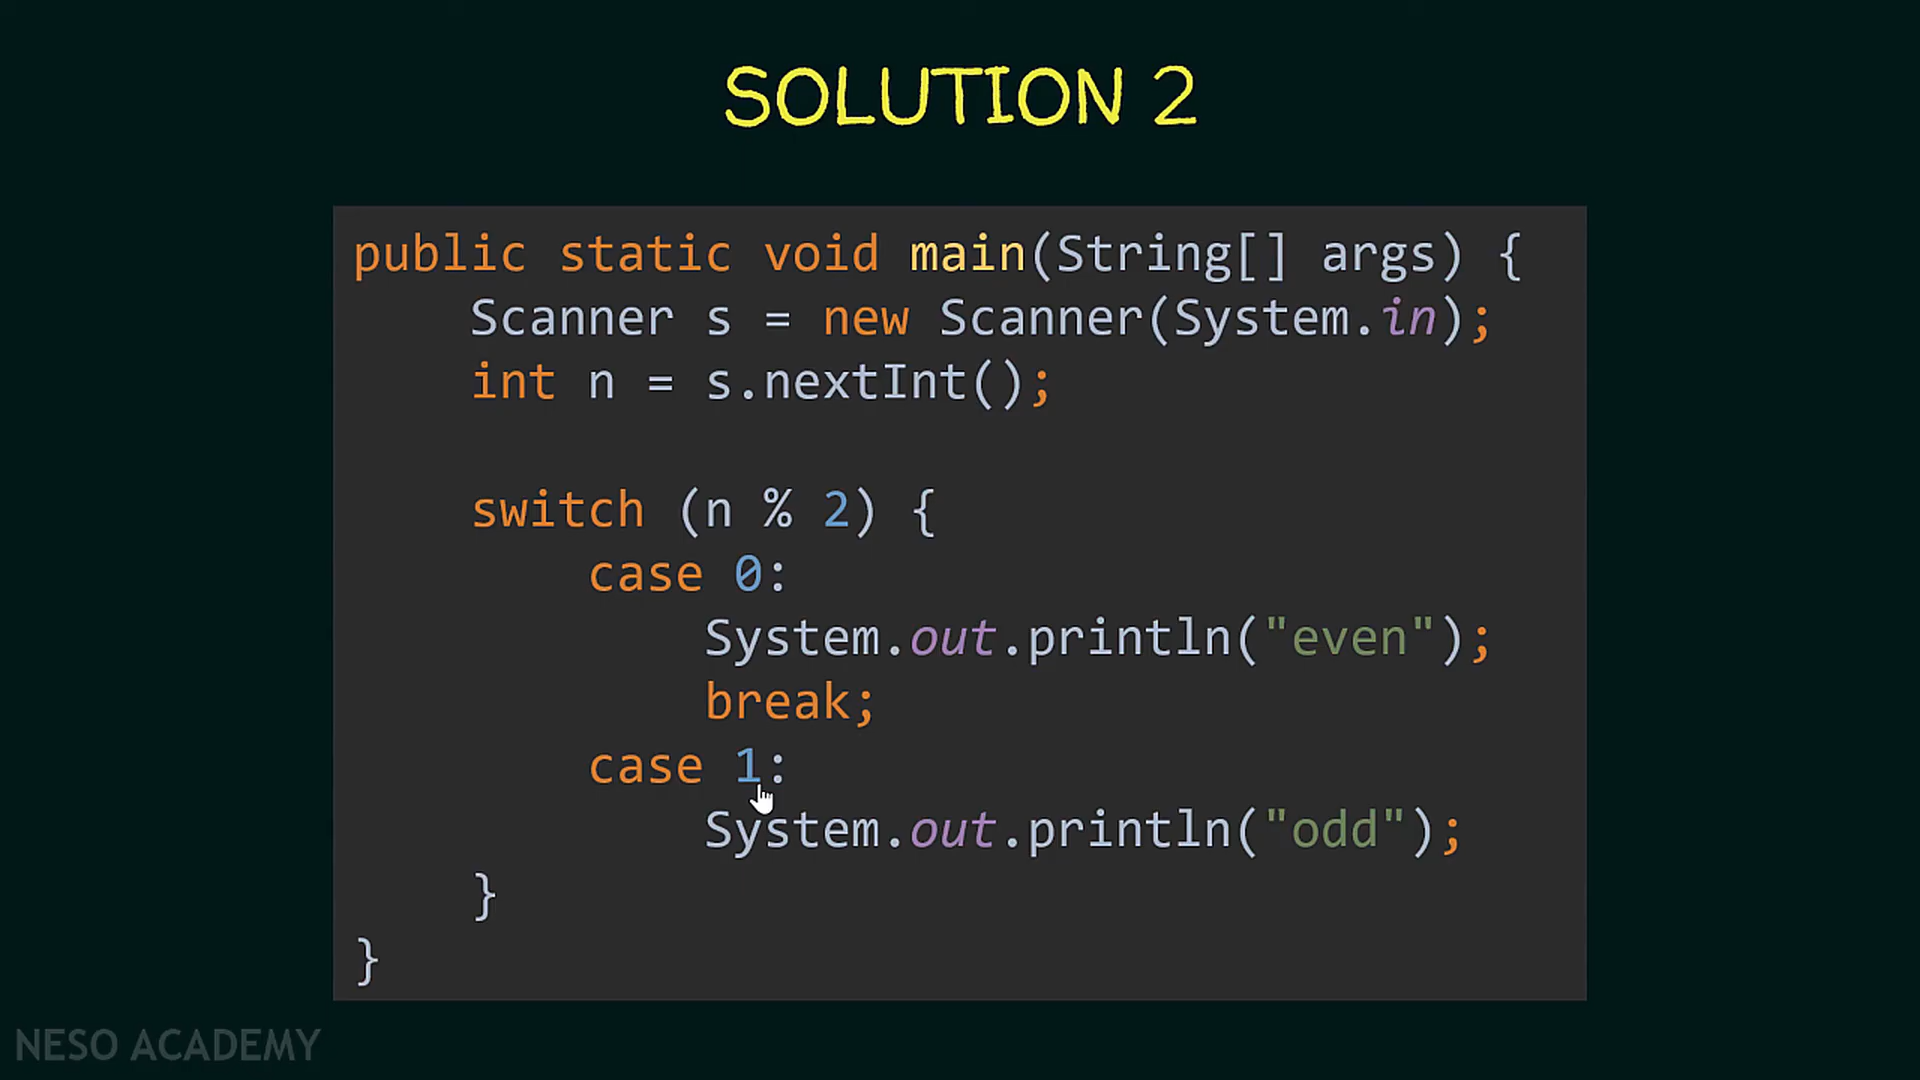 SOLUTION 2
public static void main(String[] args) {
Scanner s = new Scanner(System.in);
int n = s.nextInt();
switch (n % 2) {
case 0:
System.out.println("even");
break;
case 1:
System.out.println("odd");
}
}
NESO ACADEMY